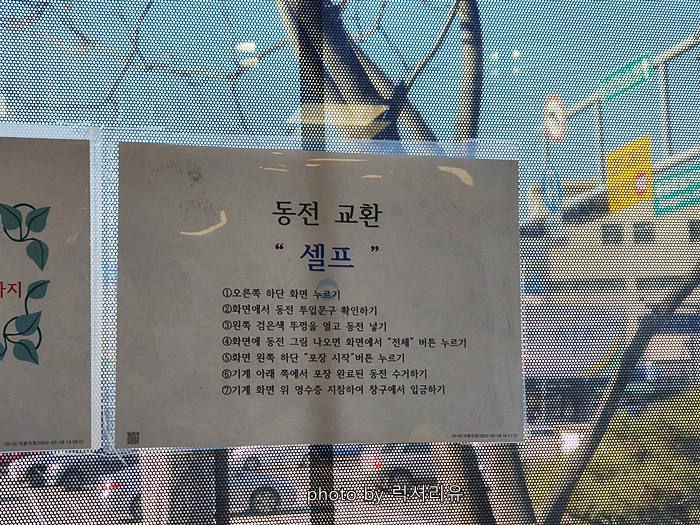 동전 교환
“ 셀프 ”
①오른쪽 하단 화면 누르기
②화면에서 동전 투입문구 확인하기
③왼쪽 검은색 뚜껑을 열고 동전 넣기
④화면에 동전 그림 나오면 화면에서 “전체” 버튼 누르기
⑤화면 왼쪽 하단 “포장 시작”버튼 누르기
⑥기계 아래 쪽에서 포장 완료된 동전 수거하기
⑦기계 화면 위 영수증 지참하여 창구에서 입금하기
까지
photo by 럭셔리유